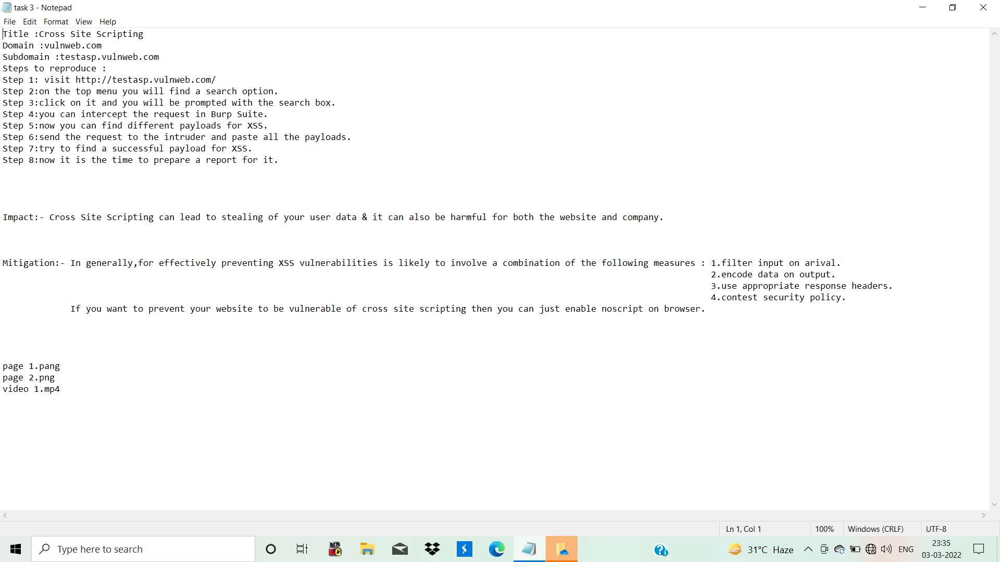 task 3 - Notepad
File Edit Format View Help
Title :Cross Site Scripting
Domain :vulnweb.com
Subdomain :testasp.vulnweb.com
Steps to reproduce :
Step 1: visit http://testasp.vulnweb.com/
Step 2:on the top menu you will find a search option.
Step 3:click on it and you will be prompted with the search box.
Step 4:you can intercept the request in Burp Suite.
Step 5:now you can find different payloads for XSS.
Step 6:send the request to the intruder and paste all the payloads.
Step 7:try to find a successful payload for XSS.
Step 8:now it is the time to prepare a report for it.
Impact:- Cross Site Scripting can lead to stealing of your user data & it can also be harmful for both the website and company.
Mitigation:- In generally,for effectively preventing XSS vulnerabilities is likely to involve a combination of the following measures : 1.filter input on arival.
2.encode data on output.
3.use appropriate response headers.
4.contest security policy.
If you want to prevent your website to be vulnerable of cross site scripting then you can just enable noscript on browser.
page 1.pang
page 2.png
video 1.mp4
Ln 1, Col 1 100% Windows (CRLF) UTF-8
Type here to search
MS
31°C Haze
ENG
23:35
03-03-2022